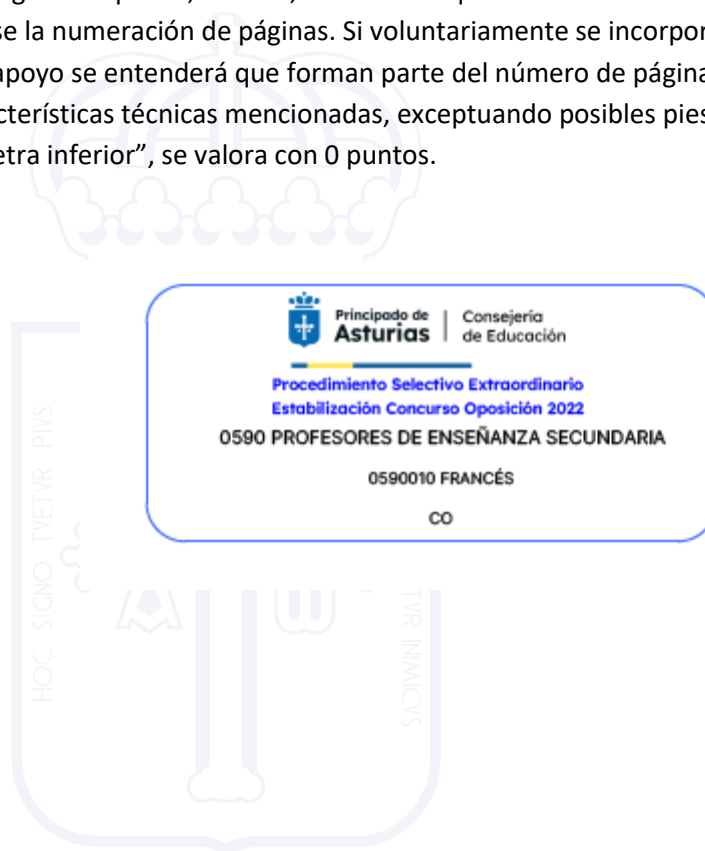 se la numeración de páginas. Si voluntariamente se incorpor
apoyo se entenderá que forman parte del número de página
cterísticas técnicas mencionadas, exceptuando posibles pies
etra inferior”, se valora con 0 puntos.
Principado de
Asturias
Consejería
de Educación
Procedimiento Selectivo Extraordinario
Estabilización Concurso Oposición 2022
0590 PROFESORES DE ENSEÑANZA SECUNDARIA
0590010 FRANCÉS
CO
HOC SIGNO TVETVR PIVS
TVR INIMICVS